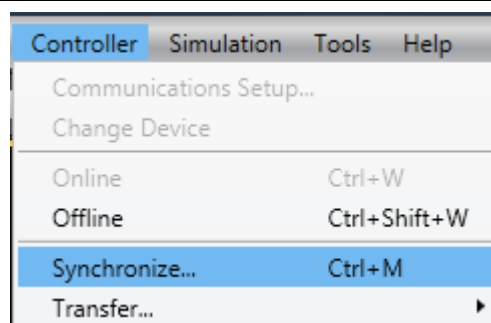 Controller Simulation Tools Help
Communications Setup...
Change Device
Online Ctrl+W
Offline Ctrl+Shift+W
Synchronize... Ctrl+M
Transfer...